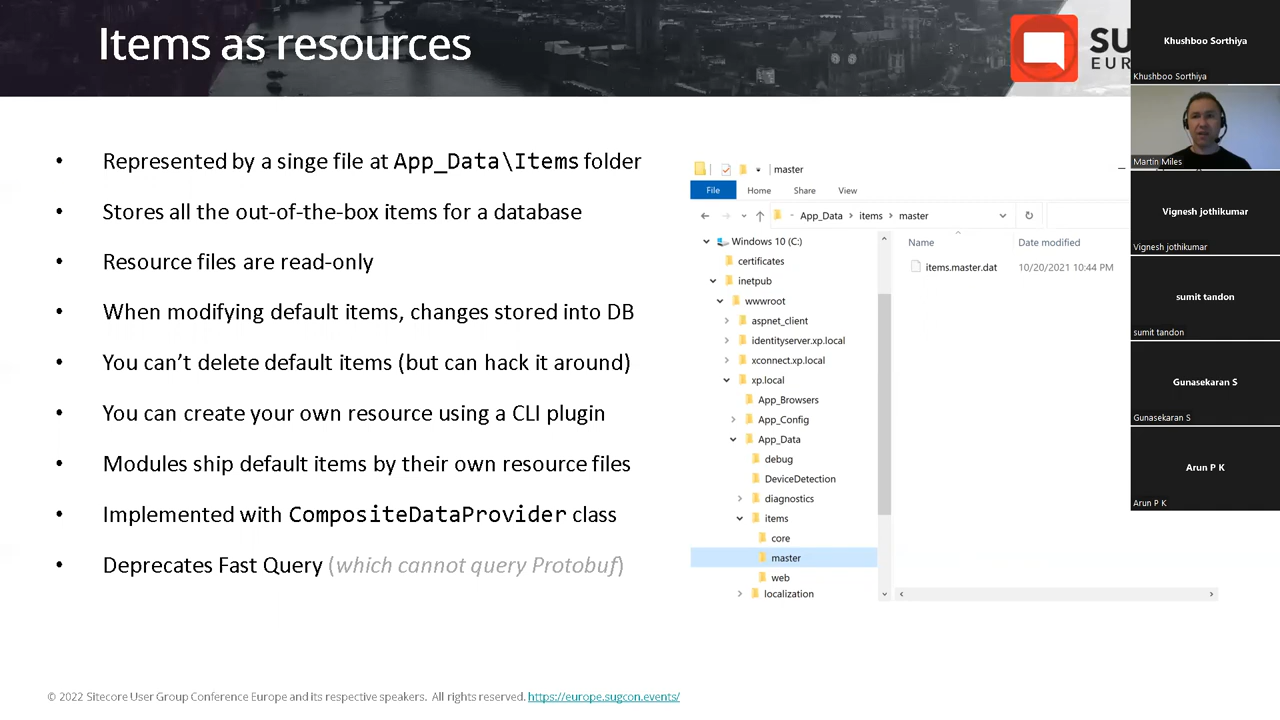 Items as resources
SU
EUR
• Represented by a singe file at App_Data\Items folder
• Stores all the out-of-the-box items for a database
• Resource files are read-only
• When modifying default items, changes stored into DB
• You can’t delete default items (but can hack it around)
• You can create your own resource using a CLI plugin
• Modules ship default items by their own resource files
• Implemented with CompositeDataProvider class
• Deprecates Fast Query (which cannot query Protobuf)
master
File Home Share View
App_Data > items > master
Windows 10 (C:)
certificates
inetpub
wwwroot
aspnet_client
identityserver.xp.local
xconnect.xp.local
xp.local
App_Browsers
App_Config
App_Data
debug
DeviceDetection
diagnostics
items
core
master
web
localization
Name Date modified
items.master.dat 10/20/2021 10:44 PM
Khushboo Sorthiya
Khushboo Sorthiya
Martin Miles
Vignesh jothikumar
Vignesh jothikumar
sumit tandon
sumit tandon
Gunasekaran S
Gunasekaran S
Arun P K
Arun P K
© 2022 Sitecore User Group Conference Europe and its respective speakers. All rights reserved. https://europe.sugcon.events/